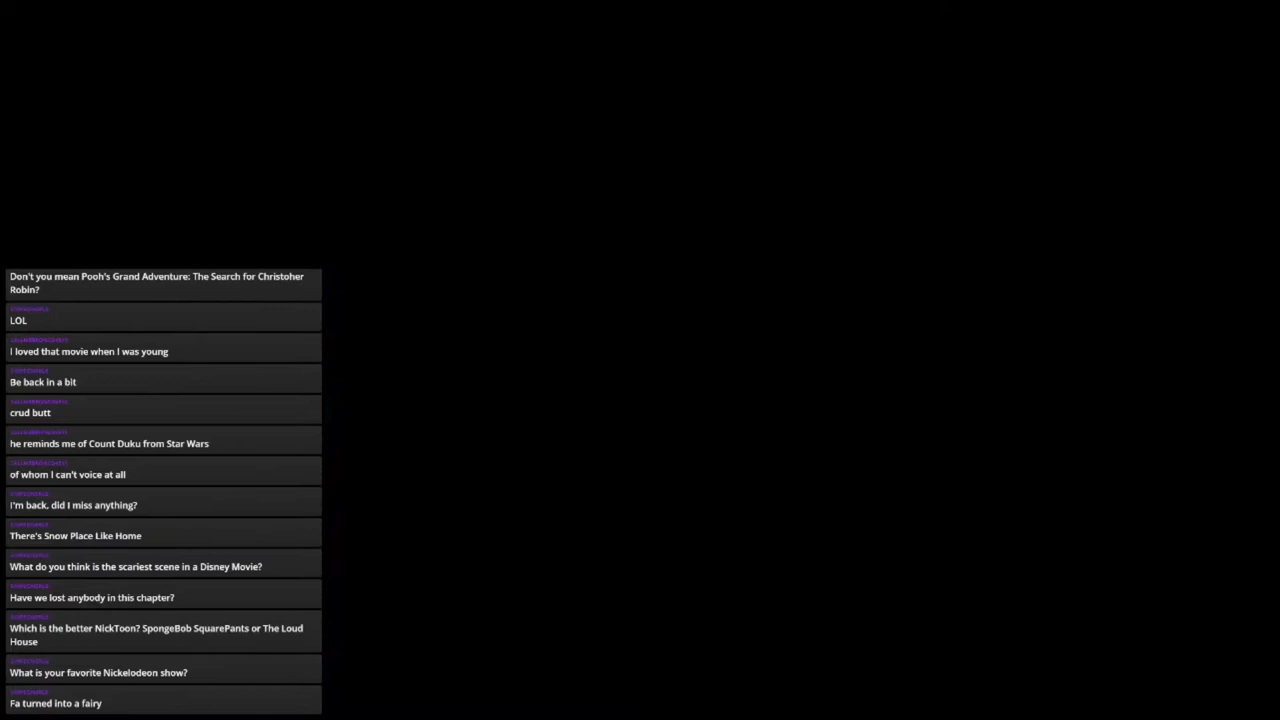 Don't you mean Pooh's Grand Adventure: The Search for Christoher
Robin?
LOL
I loved that movie when I was young
Be back in a bit
crud butt
he reminds me of Count Duku from Star Wars
of whom I can't voice at all
I'm back, did I miss anything?
There's Snow Place Like Home
What do you think is the scariest scene in a Disney Movie?
Have we lost anybody in this chapter?
Which is the better NickToon? SpongeBob SquarePants or The Loud
House
What is your favorite Nickelodeon show?
Fa turned into a fairy